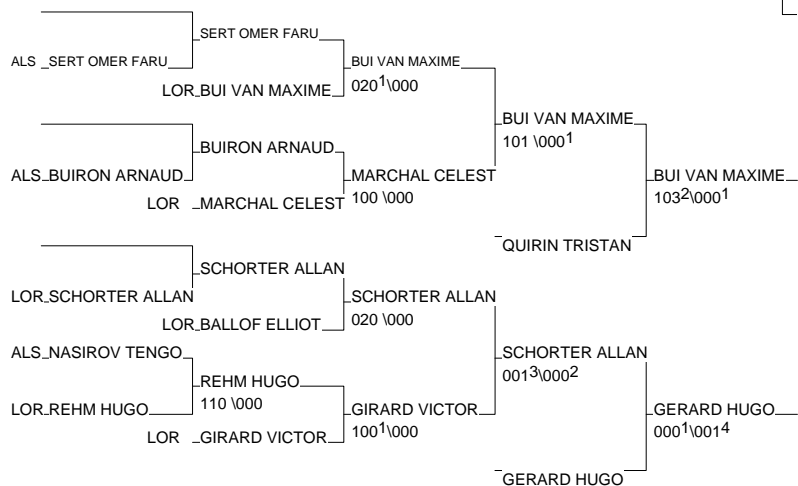 SERT OMER FARU
ALS SERT OMER FARU
BUI VAN MAXIME
020¹\000
LOR BUI VAN MAXIME
BUI VAN MAXIME
101 \000¹
BUIRON ARNAUD
ALS BUIRON ARNAUD
MARCHAL CELEST
100 \000
BUI VAN MAXIME
103²\000¹
LOR MARCHAL CELEST
QUIRIN TRISTAN
SCHORTER ALLAN
LOR SCHORTER ALLAN
SCHORTER ALLAN
020 \000
LOR BALLOF ELLIOT
ALS NASIROV TENGO
SCHORTER ALLAN
001³\000²
REHM HUGO
110 \000
LOR REHM HUGO
GIRARD VICTOR
100¹\000
GERARD HUGO
000¹\001⁴
LOR GIRARD VICTOR
GERARD HUGO